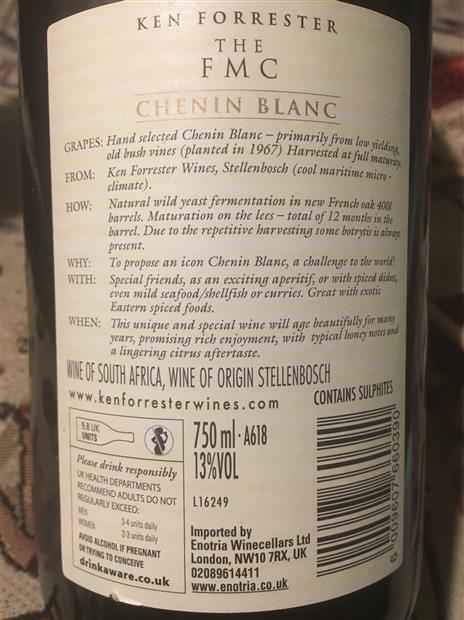 KEN FORRESTER
THE
FMC
CHENIN BLANC
GRAPES: Hand selected Chenin Blanc – primarily from low yielding,
old bush vines (planted in 1967) Harvested at full maturity.
FROM: Ken Forrester Wines, Stellenbosch (cool maritime micro-
climate).
HOW: Natural wild yeast fermentation in new French oak 400l
barrels. Maturation on the lees – total of 12 months in the
barrel. Due to the repetitive harvesting some botrytis is always
present.
WHY: To propose an icon Chenin Blanc, a challenge to the world!
WITH: Special friends, as an exciting aperitif, or with spiced dishes,
even mild seafood/shellfish or curries. Great with exotic
Eastern spiced foods.
WHEN: This unique and special wine will age beautifully for many
years, promising rich enjoyment, with typical honey notes and
a lingering citrus aftertaste.
WINE OF SOUTH AFRICA, WINE OF ORIGIN STELLENBOSCH
www.kenforresterwines.com
CONTAINS SULPHITES
9.8 UK
UNITS
Please drink responsibly
UK HEALTH DEPARTMENTS
RECOMMEND ADULTS DO NOT
REGULARLY EXCEED:
MEN 3-4 units daily
WOMEN 2-3 units daily
AVOID ALCOHOL IF PREGNANT
OR TRYING TO CONCEIVE
drinkaware.co.uk
750 ml · A618
13%VOL
L16249
Imported by
Enotria Winecellars Ltd
London, NW10 7RX, UK
02089614411
www.enotria.co.uk
6 009607 660390